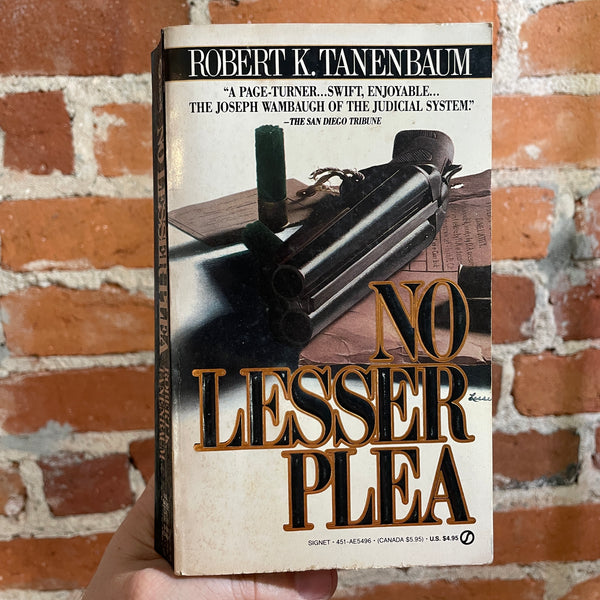 ROBERT K. TANENBAUM
"A PAGE-TURNER...SWIFT, ENJOYABLE...
THE JOSEPH WAMBAUGH OF THE JUDICIAL SYSTEM."
—THE SAN DIEGO TRIBUNE
NO
LESSER
PLEA
SIGNET • 451-AE5496 • (CANADA $5.95) • U.S. $4.95
NO LESSER PLEA